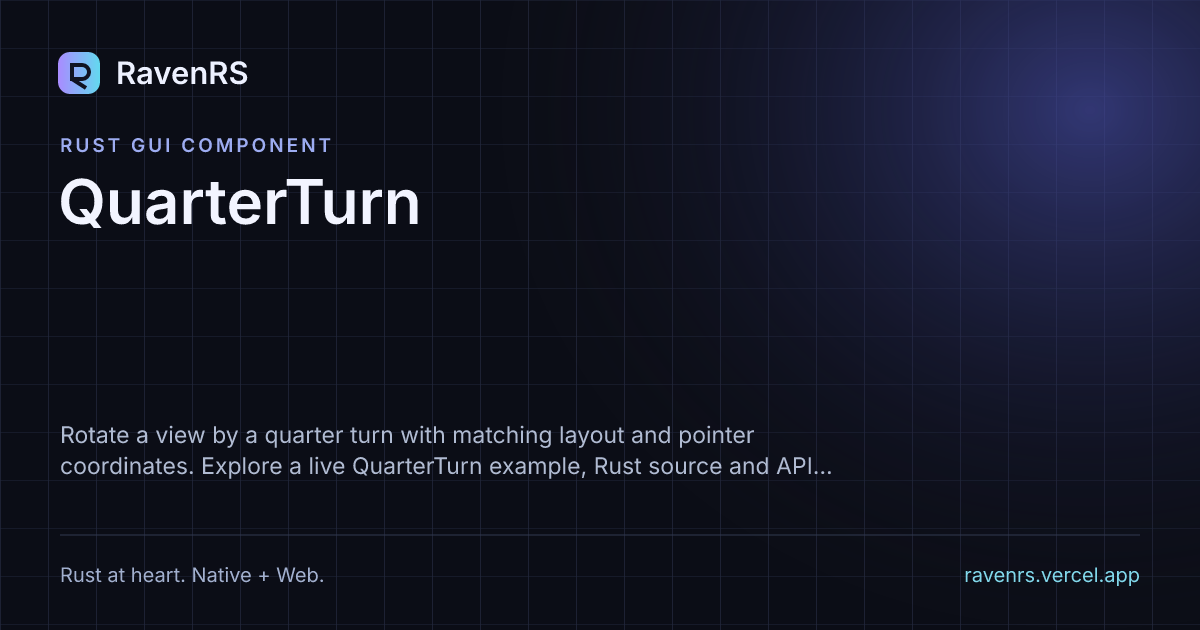 RavenRS
RUST GUI COMPONENT
QuarterTurn
Rotate a view by a quarter turn with matching layout and pointer
coordinates. Explore a live QuarterTurn example, Rust source and API...
Rust at heart. Native + Web.
ravenrs.vercel.app